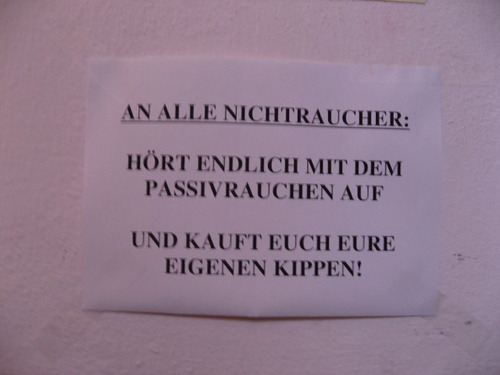 AN ALLE NICHTRAUCHER:
HÖRT ENDLICH MIT DEM
PASSIVRAUCHEN AUF
UND KAUFT EUCH EURE
EIGENEN KIPPEN!